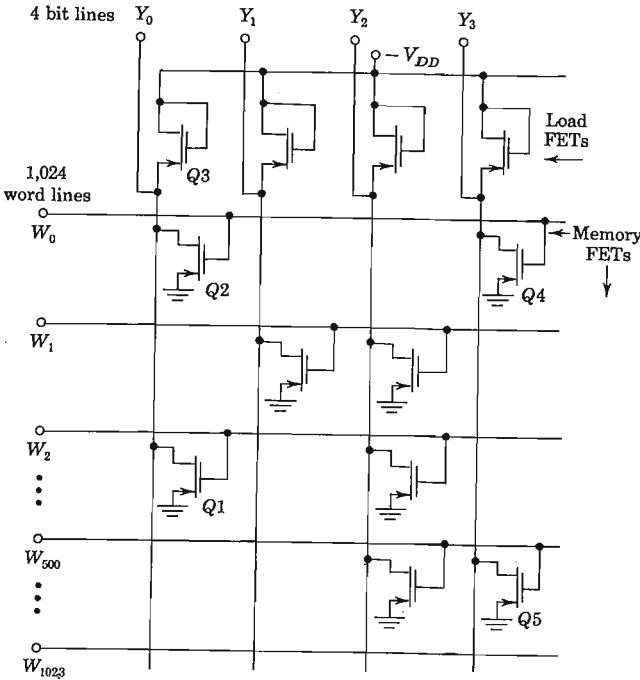 4 bit lines
Y0
Y1
Y2
Y3
− VDD
Load
FETs
Q3
1,024
word lines
W0
Memory
FETs
Q2
Q4
W1
W2
Q1
W500
Q5
W1023